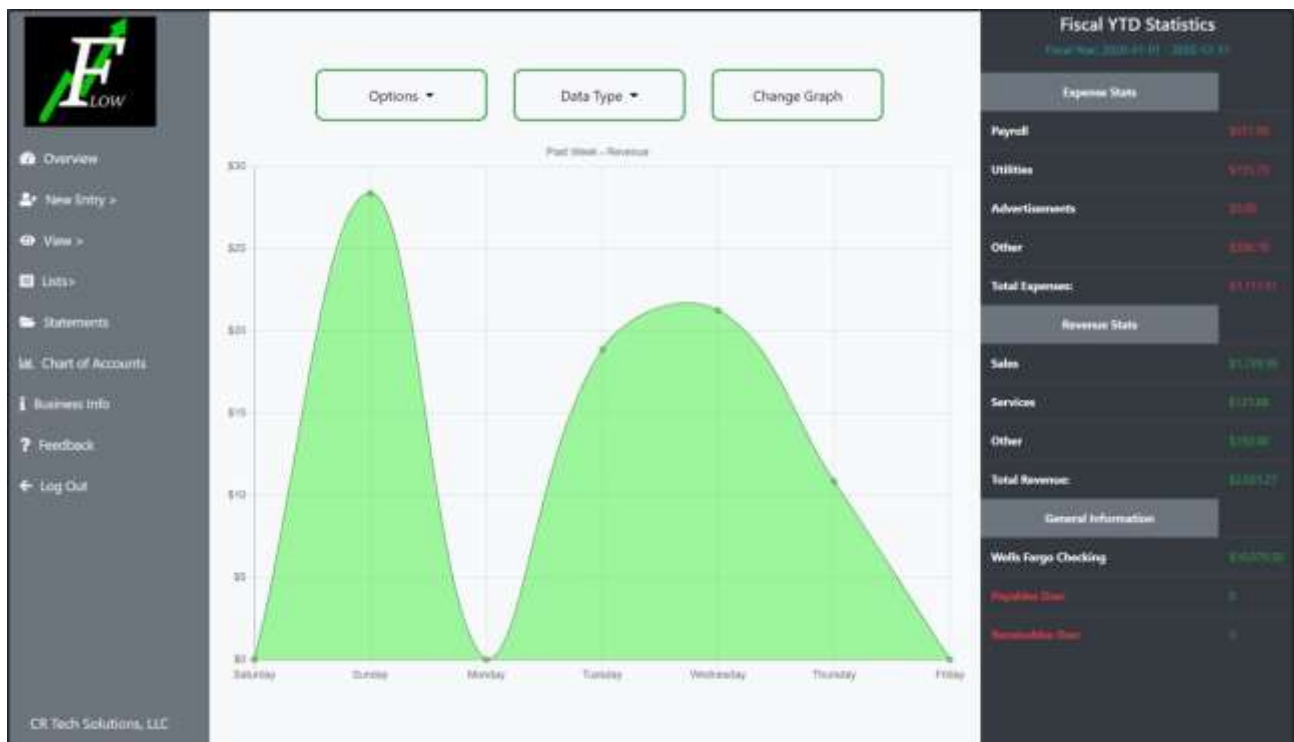 FLOW
Overview
New Entry >
View >
Lists>
Statements
Chart of Accounts
Business Info
Feedback
Log Out
CR Tech Solutions, LLC
Options
Data Type
Change Graph
Past Week - Revenue
$30
$25
$20
$15
$10
$5
$0
Saturday
Sunday
Monday
Tuesday
Wednesday
Thursday
Friday
Fiscal YTD Statistics
Expense Stats
Payroll
Utilities
Advertisements
Other
Total Expenses:
Revenue Stats
Sales
Services
Other
Total Revenue:
General Information
Wells Fargo Checking
Payables Due:
0
Receivables Due:
0